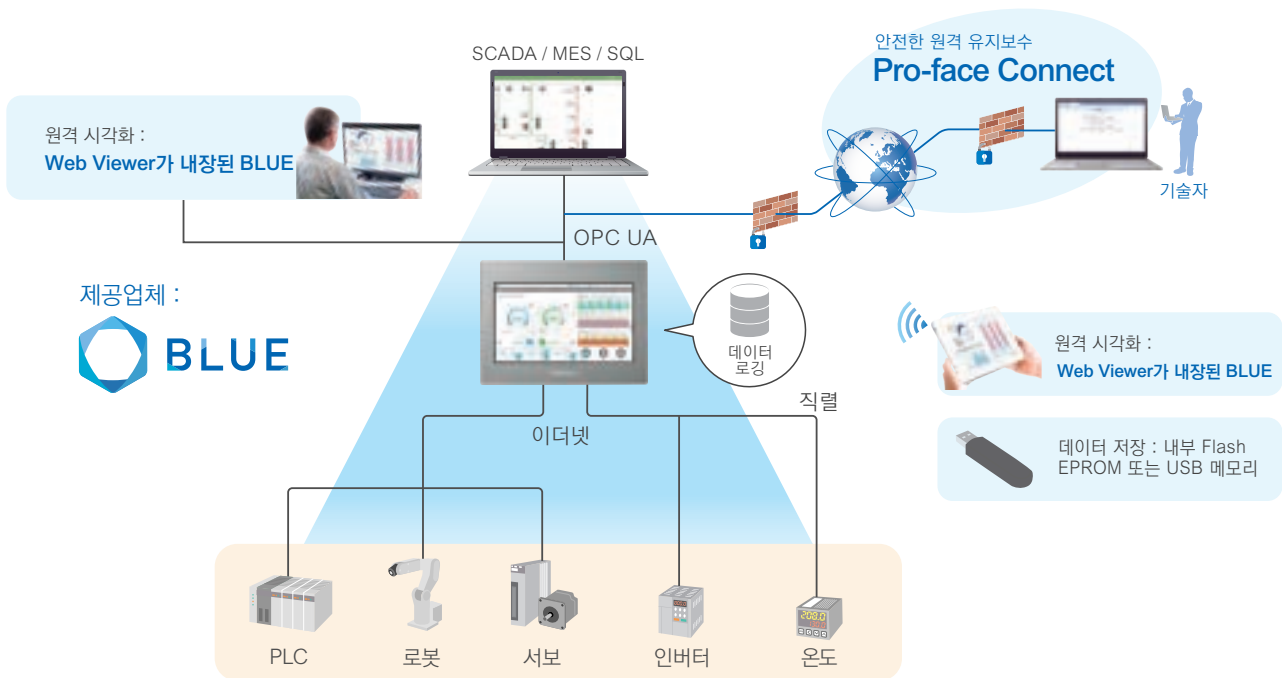 SCADA / MES / SQL
안전한 원격 유지보수
Pro-face Connect
원격 시각화 :
Web Viewer가 내장된 BLUE
기술자
OPC UA
제공업체 :
BLUE
데이터
로깅
원격 시각화 :
Web Viewer가 내장된 BLUE
직렬
이더넷
데이터 저장 : 내부 Flash
EPROM 또는 USB 메모리
PLC
로봇
서보
인버터
온도